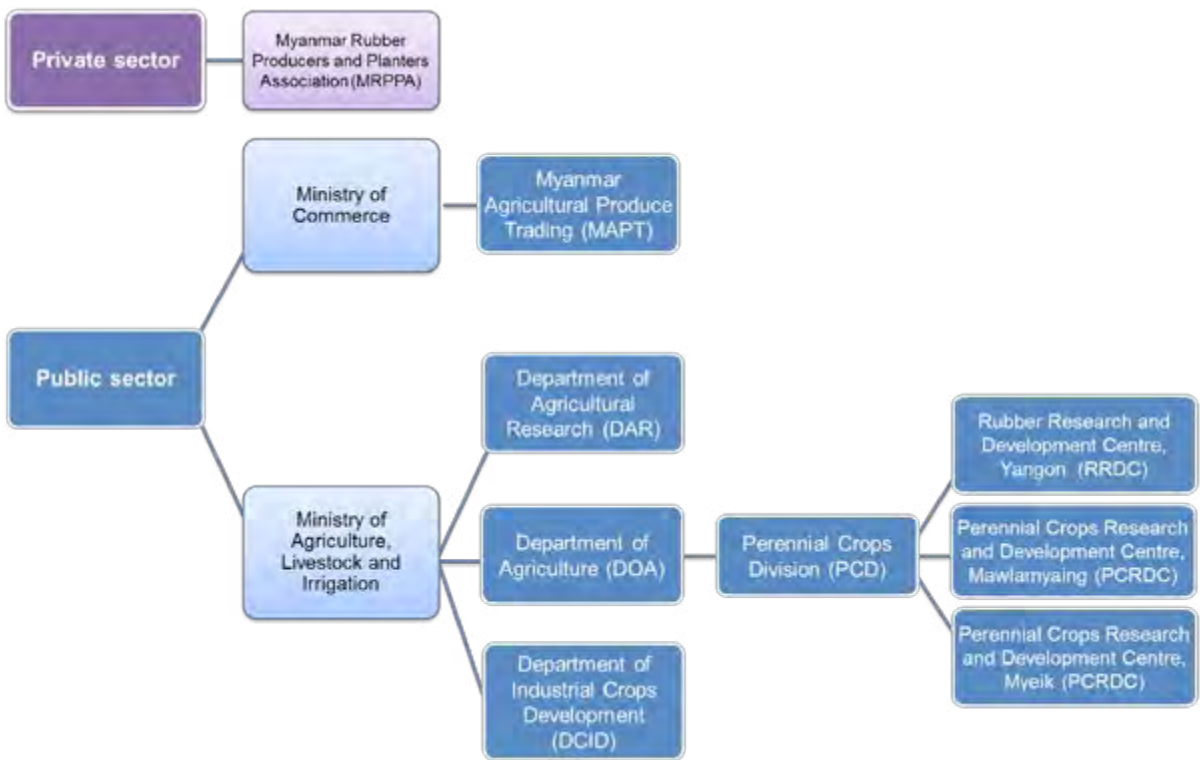 Private sector
Myanmar Rubber
Producers and Planters
Association(MRPPA)
Ministry of
Commerce
Myanmar
Agricultural Produce
Trading (MAPT)
Public sector
Ministry of
Agriculture,
Livestock and
Irrigation
Department of
Agricultural
Research (DAR)
Department of
Agriculture (DOA)
Department of
Industrial Crops
Development
(DCID)
Perennial Crops
Division (PCD)
Rubber Research and
Development Centre,
Yangon (RRDC)
Perennial Crops Research
and Development Centre,
Mawlamyaing (PCRDC)
Perennial Crops Research
and Development Centre,
Myeik (PCRDC)